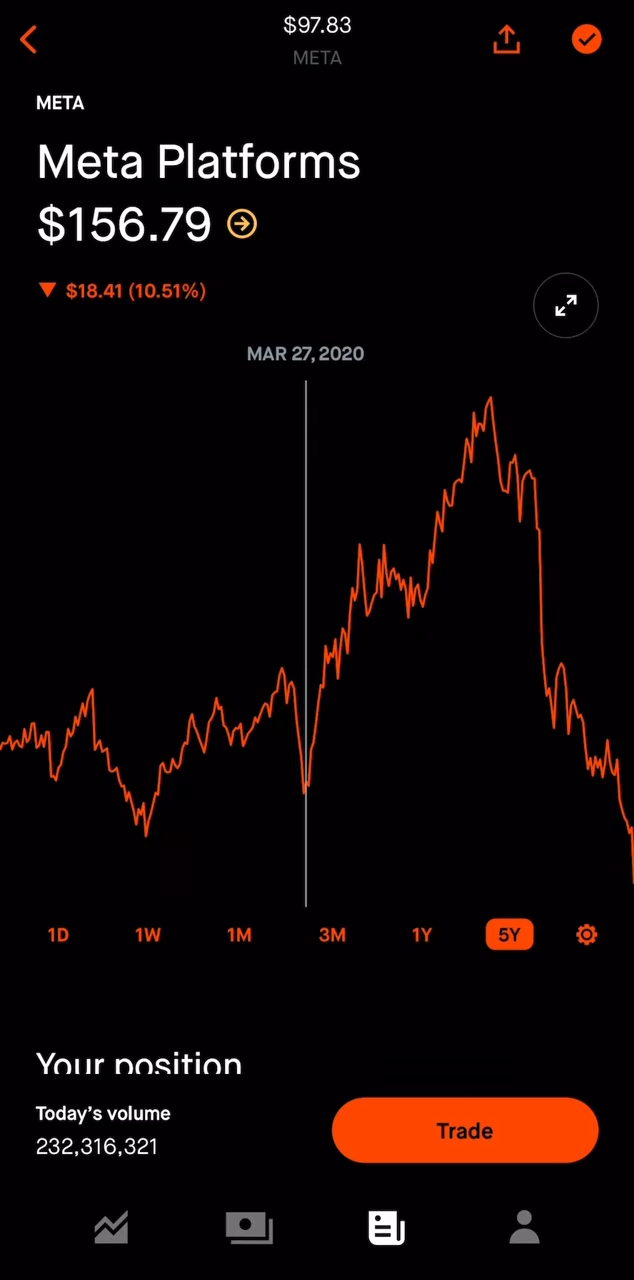 $97.83
META
META
Meta Platforms
$156.79
$18.41 (10.51%)
MAR 27, 2020
1D 1W 1M 3M 1Y 5Y
Your position
Today's volume
232,316,321
Trade